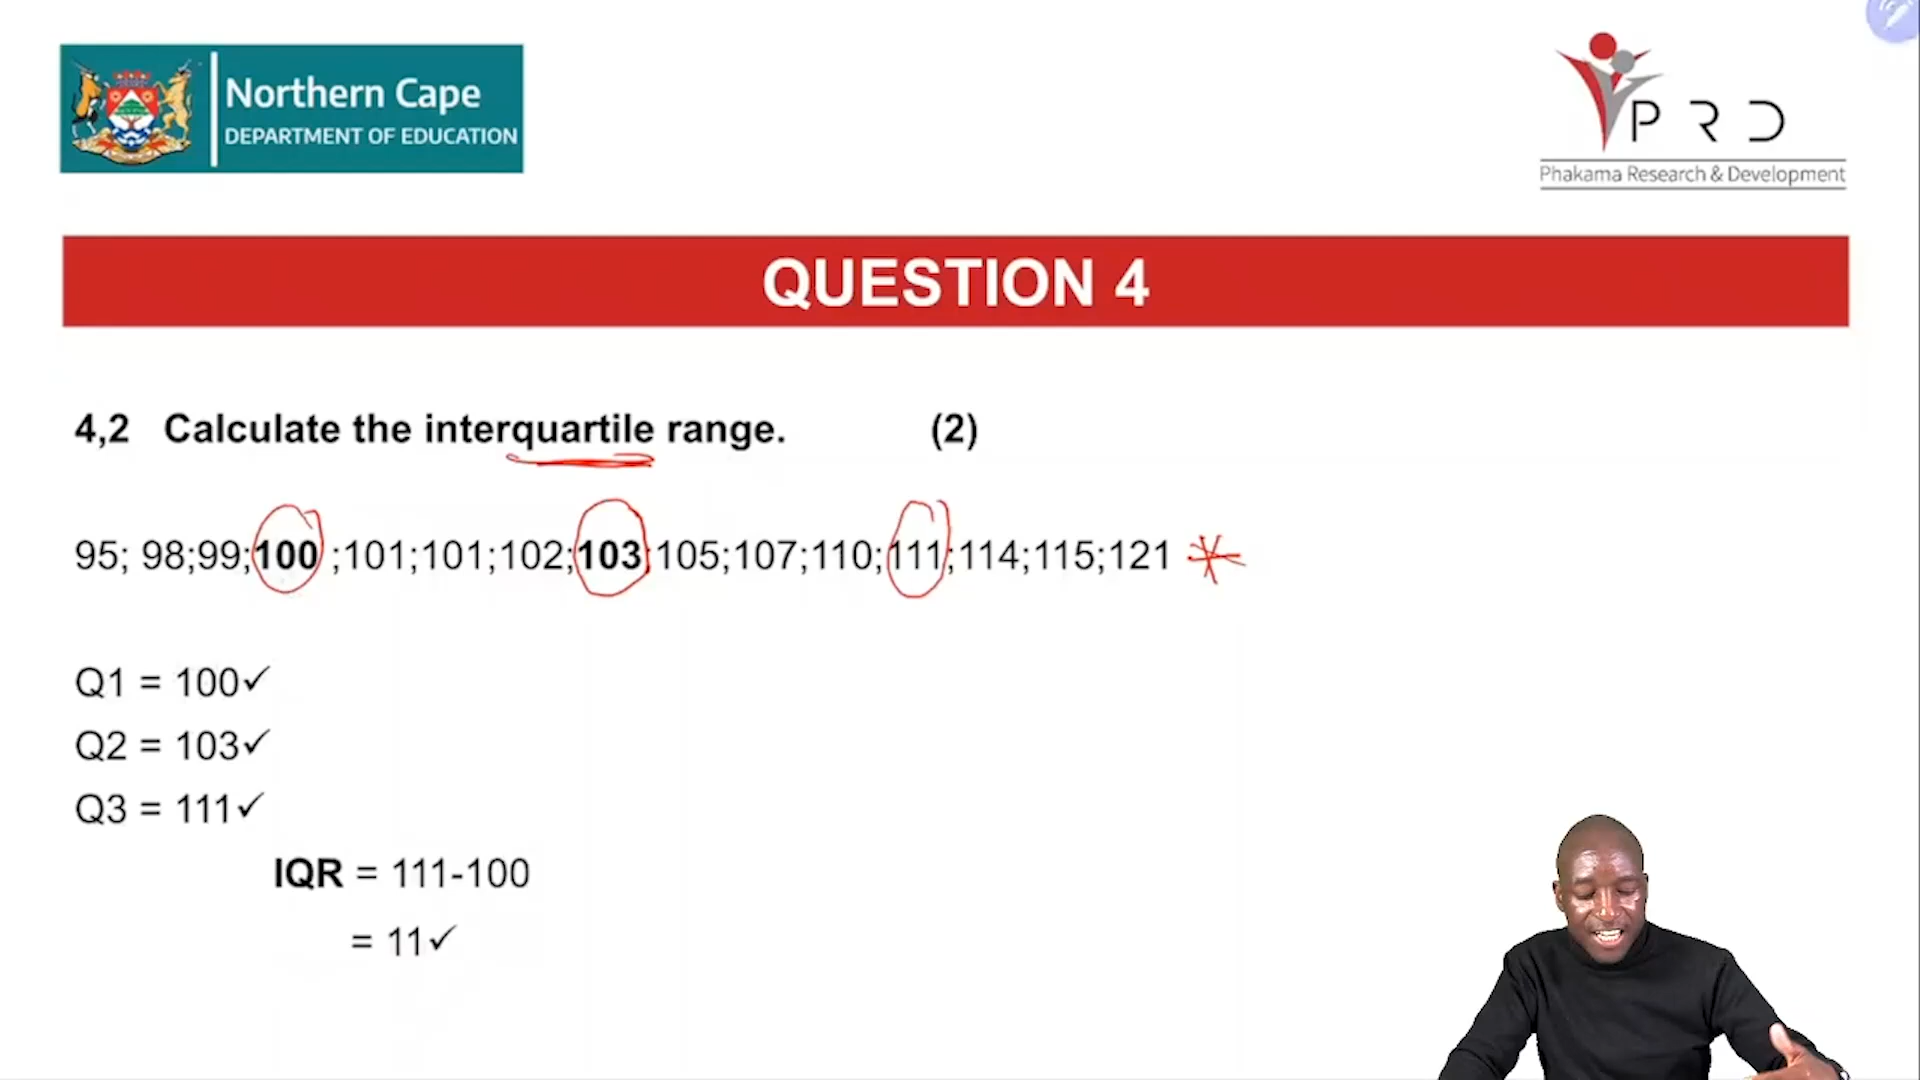 Northern Cape
DEPARTMENT OF EDUCATION
PRD
Phakama Research & Development
QUESTION 4
4,2 Calculate the interquartile range. (2)
95; 98;99;100 ;101;101;102;103;105;107;110;111;114;115;121
Q1 = 100✓
Q2 = 103✓
Q3 = 111✓
IQR = 111-100
= 11✓